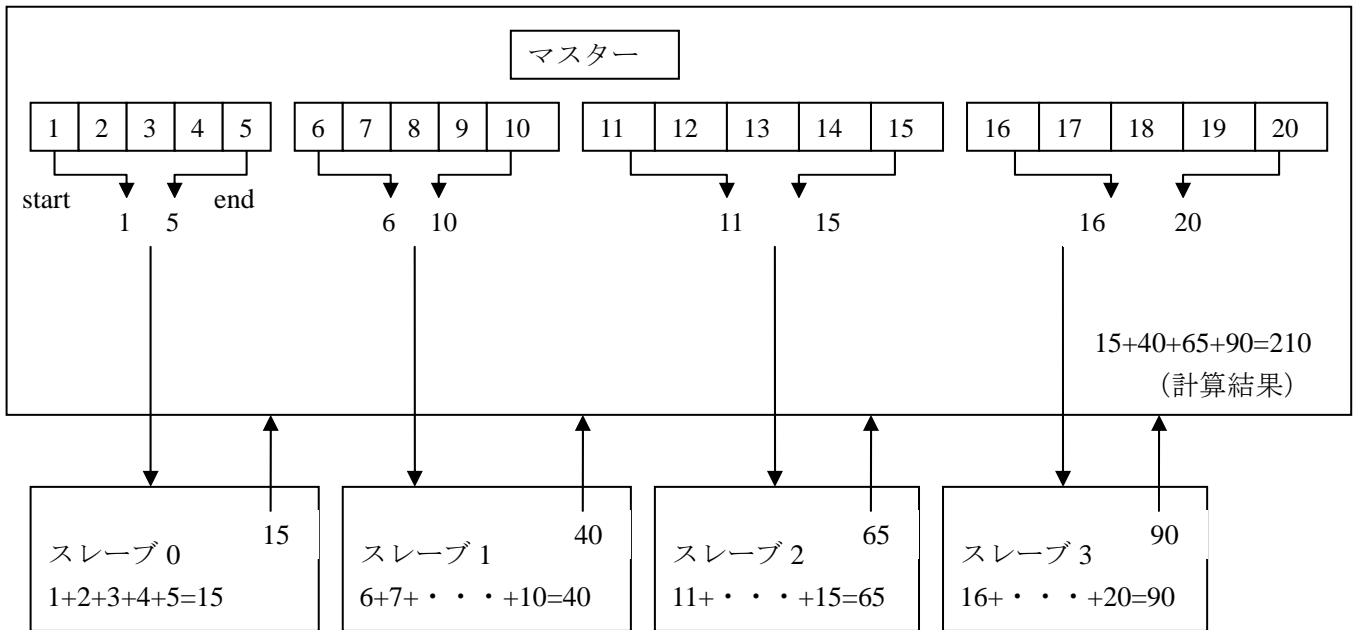 マスター
1 2 3 4 5 6 7 8 9 10 11 12 13 14 15 16 17 18 19 20
start end
1 5 6 10 11 15 16 20
15+40+65+90=210
（計算結果）
15 40 65 90
スレーブ 0 スレーブ 1 スレーブ 2 スレーブ 3
1+2+3+4+5=15 6+7+・・・+10=40 11+・・・+15=65 16+・・・+20=90